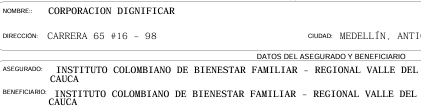 NOMBRE:: CORPORACION DIGNIFICAR
DIRECCIÓN: CARRERA 65 #16 - 98 CIUDAD: MEDELLÍN, ANTIO
DATOS DEL ASEGURADO Y BENEFICIARIO
ASEGURADO: INSTITUTO COLOMBIANO DE BIENESTAR FAMILIAR - REGIONAL VALLE DEL
CAUCA
BENEFICIARIO: INSTITUTO COLOMBIANO DE BIENESTAR FAMILIAR - REGIONAL VALLE DEL
CAUCA